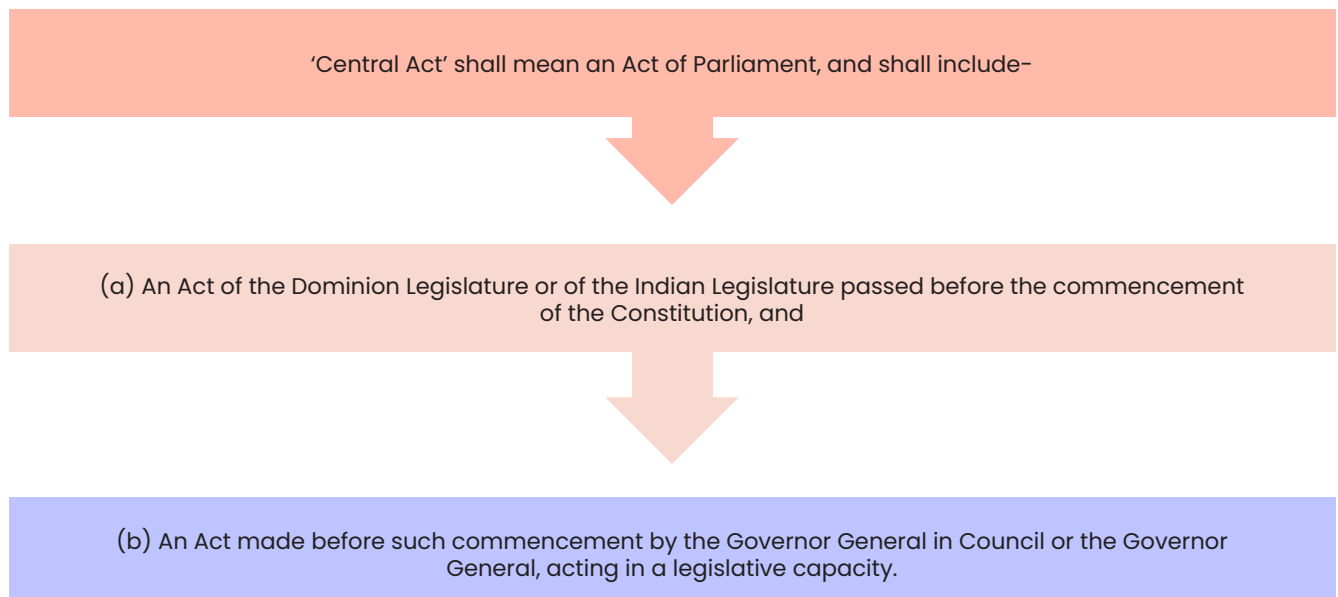 ‘Central Act’ shall mean an Act of Parliament, and shall include-
(a) An Act of the Dominion Legislature or of the Indian Legislature passed before the commencement
of the Constitution, and
(b) An Act made before such commencement by the Governor General in Council or the Governor
General, acting in a legislative capacity.